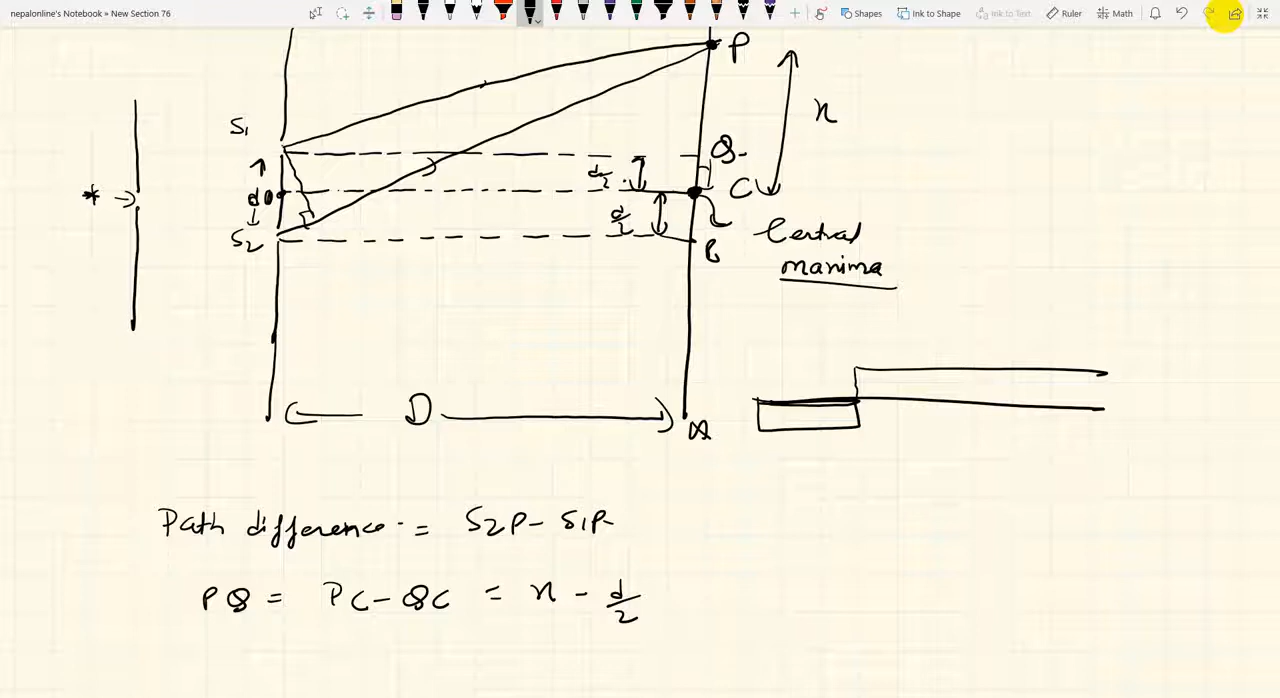 nepalonline's Notebook » New Section 76
Shapes Ink to Shape Ink to Text Ruler Math
P
S1
x
Q
d/2
d
C
d/2
S2
B
Central
maxima
D
Path difference = S2P - S1P
PQ = PC - QC = x - d/2